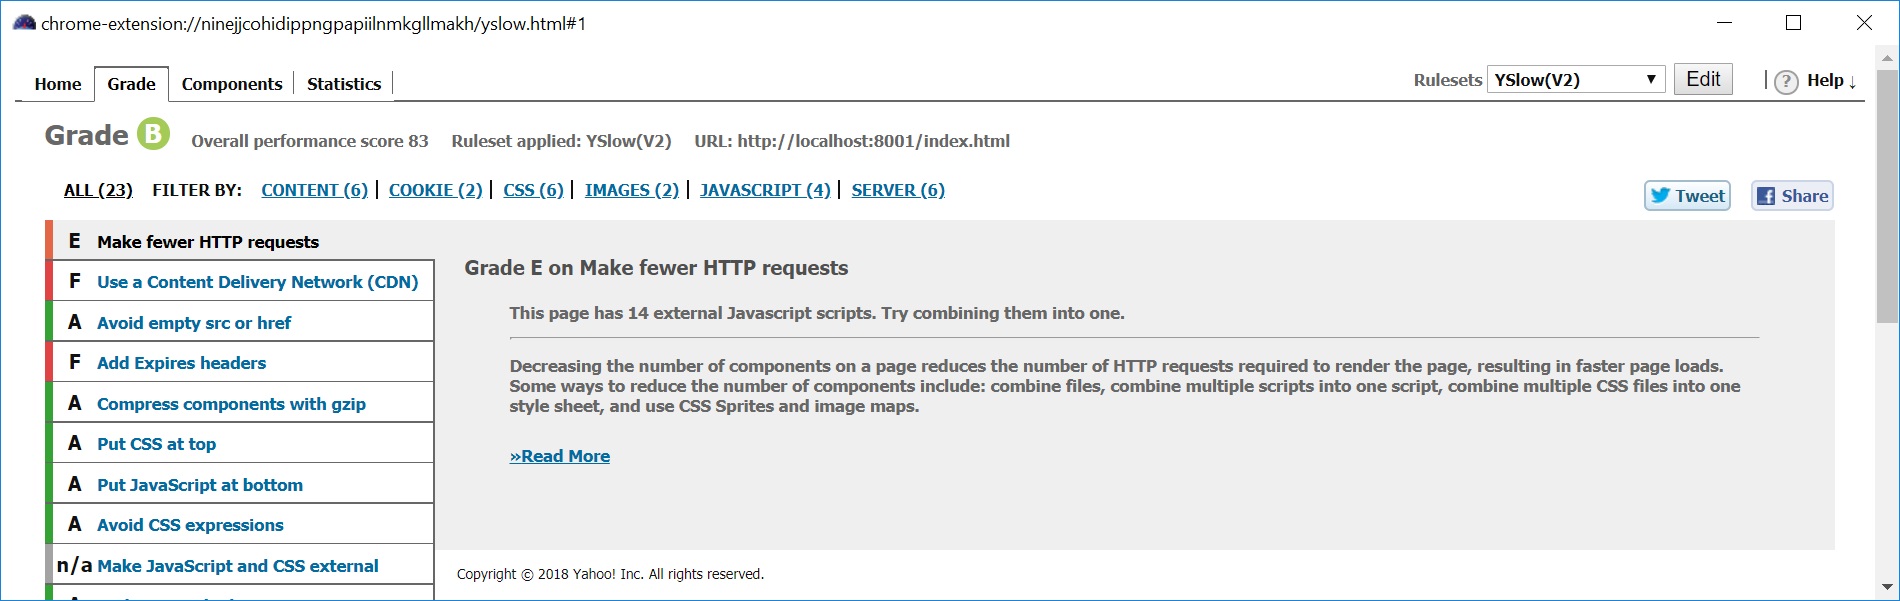 chrome-extension://ninejjcohidippngpapiilnmkgllmakh/yslow.html#1
Home Grade Components Statistics Rulesets YSlow(V2) Edit ? Help ↓
Grade B Overall performance score 83 Ruleset applied: YSlow(V2) URL: http://localhost:8001/index.html
ALL (23) FILTER BY: CONTENT (6) | COOKIE (2) | CSS (6) | IMAGES (2) | JAVASCRIPT (4) | SERVER (6)
Tweet Share
E Make fewer HTTP requests
F Use a Content Delivery Network (CDN)
A Avoid empty src or href
F Add Expires headers
A Compress components with gzip
A Put CSS at top
A Put JavaScript at bottom
A Avoid CSS expressions
n/a Make JavaScript and CSS external
Grade E on Make fewer HTTP requests
This page has 14 external Javascript scripts. Try combining them into one.
Decreasing the number of components on a page reduces the number of HTTP requests required to render the page, resulting in faster page loads.
Some ways to reduce the number of components include: combine files, combine multiple scripts into one script, combine multiple CSS files into one
style sheet, and use CSS Sprites and image maps.
»Read More
Copyright © 2018 Yahoo! Inc. All rights reserved.